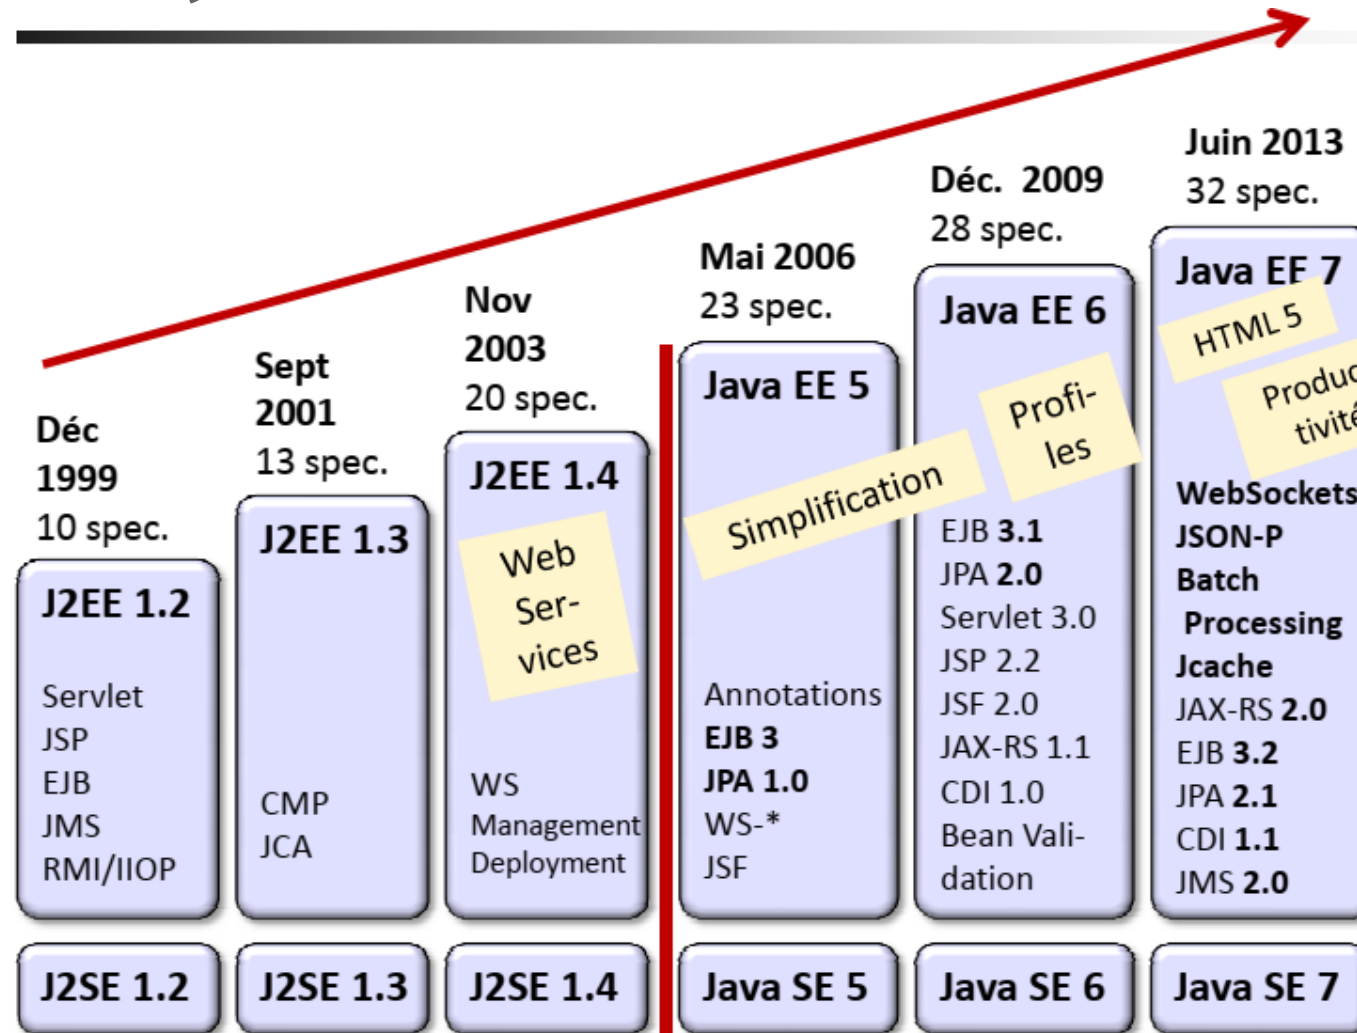 Déc
1999
10 spec.
J2EE 1.2
Servlet
JSP
EJB
JMS
RMI/IIOP
J2SE 1.2
Sept
2001
13 spec.
J2EE 1.3
CMP
JCA
J2SE 1.3
Nov
2003
20 spec.
J2EE 1.4
Web
Ser-
vices
WS
Management
Deployment
J2SE 1.4
Mai 2006
23 spec.
Java EE 5
Simplification
Annotations
EJB 3
JPA 1.0
WS-*
JSF
Java SE 5
Déc. 2009
28 spec.
Java EE 6
Profi-
les
EJB 3.1
JPA 2.0
Servlet 3.0
JSP 2.2
JSF 2.0
JAX-RS 1.1
CDI 1.0
Bean Vali-
dation
Java SE 6
Juin 2013
32 spec.
Java EE 7
HTML 5
Produc
tivité
WebSockets
JSON-P
Batch
Processing
Jcache
JAX-RS 2.0
EJB 3.2
JPA 2.1
CDI 1.1
JMS 2.0
Java SE 7